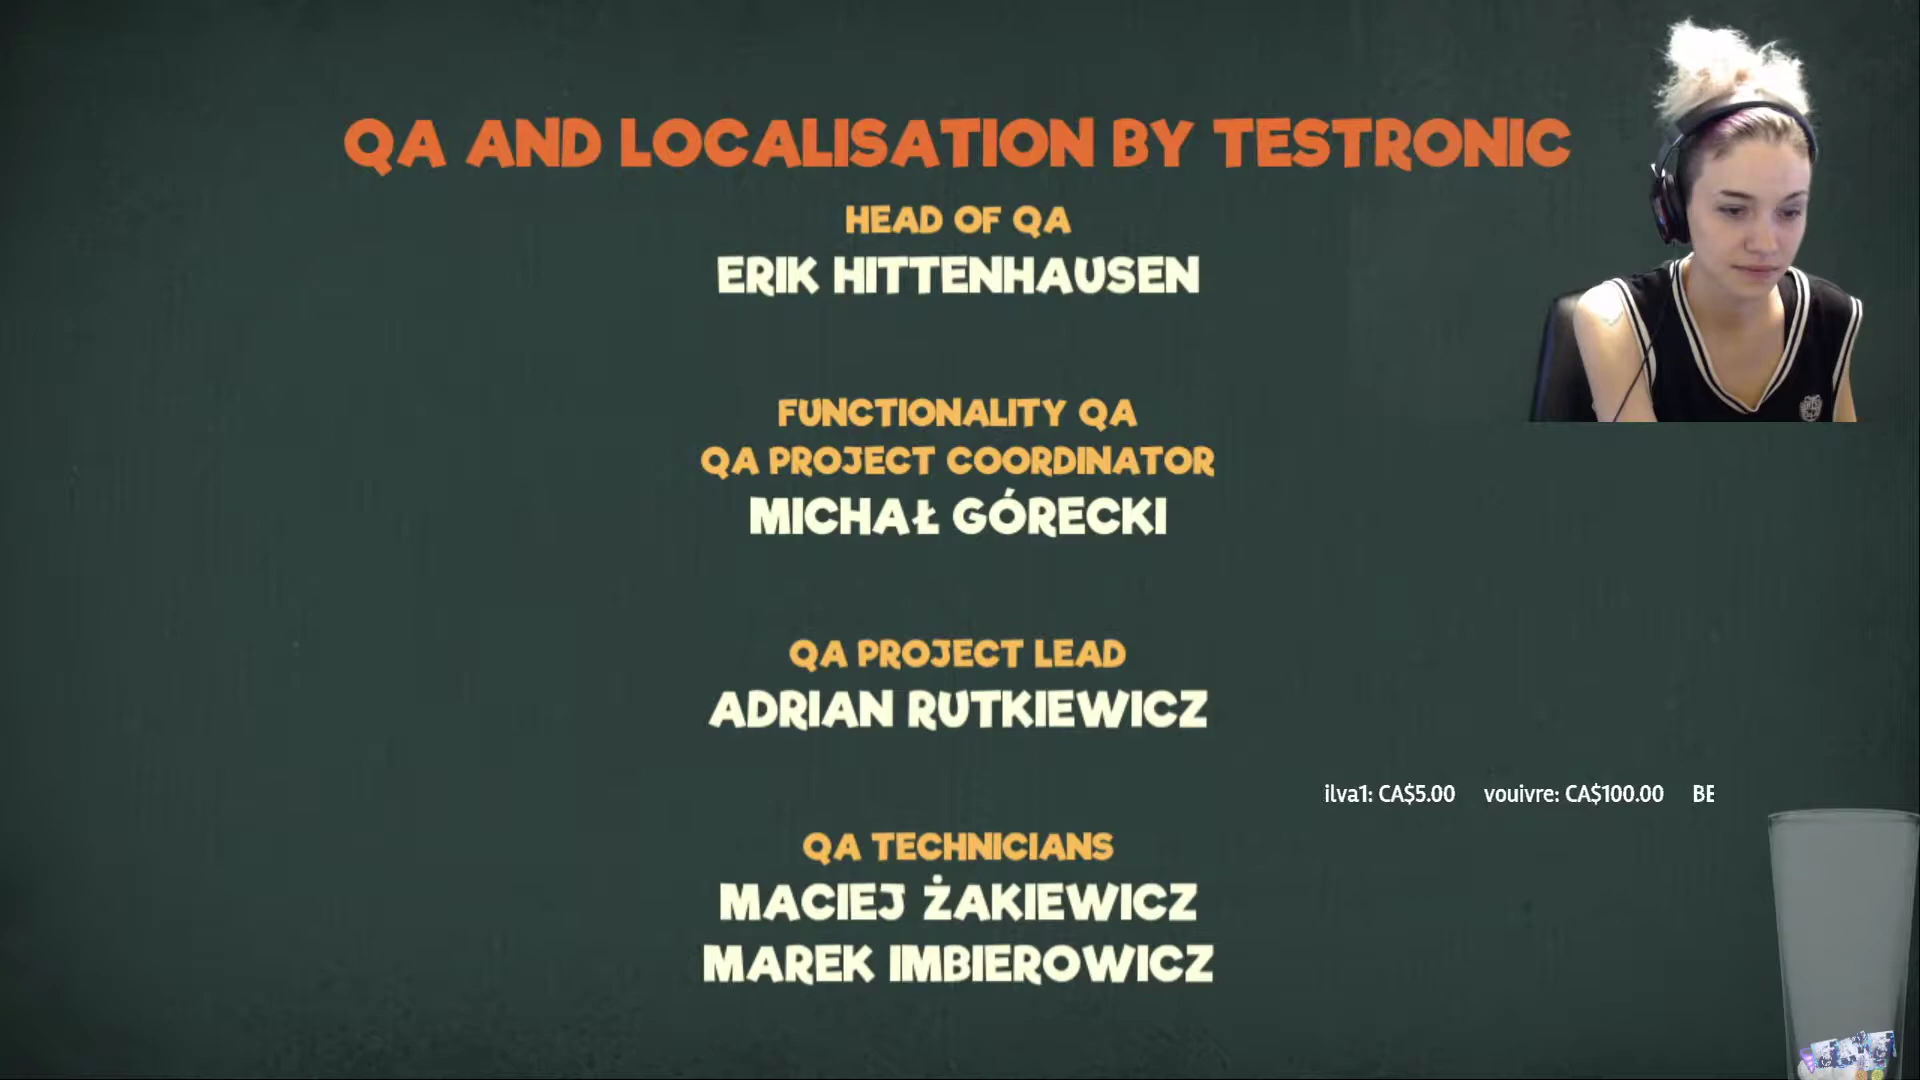 QA AND LOCALISATION BY TESTRONIC
HEAD OF QA
ERIK HITTENHAUSEN
FUNCTIONALITY QA
QA PROJECT COORDINATOR
MICHAŁ GÓRECKI
QA PROJECT LEAD
ADRIAN RUTKIEWICZ
ilva1: CA$5.00 vouivre: CA$100.00 BE
QA TECHNICIANS
MACIEJ ŻAKIEWICZ
MAREK IMBIEROWICZ